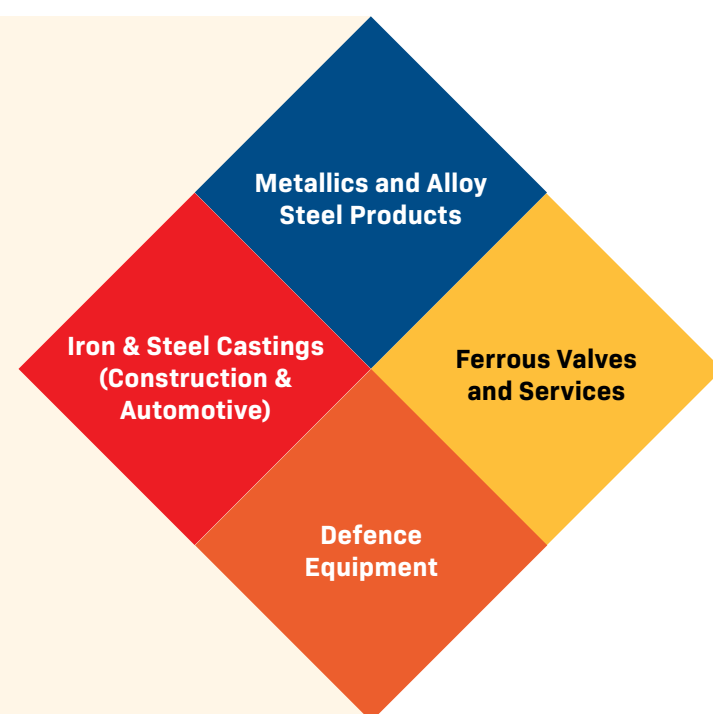 Metallics and Alloy
Steel Products
Iron & Steel Castings
(Construction &
Automotive)
Ferrous Valves
and Services
Defence
Equipment